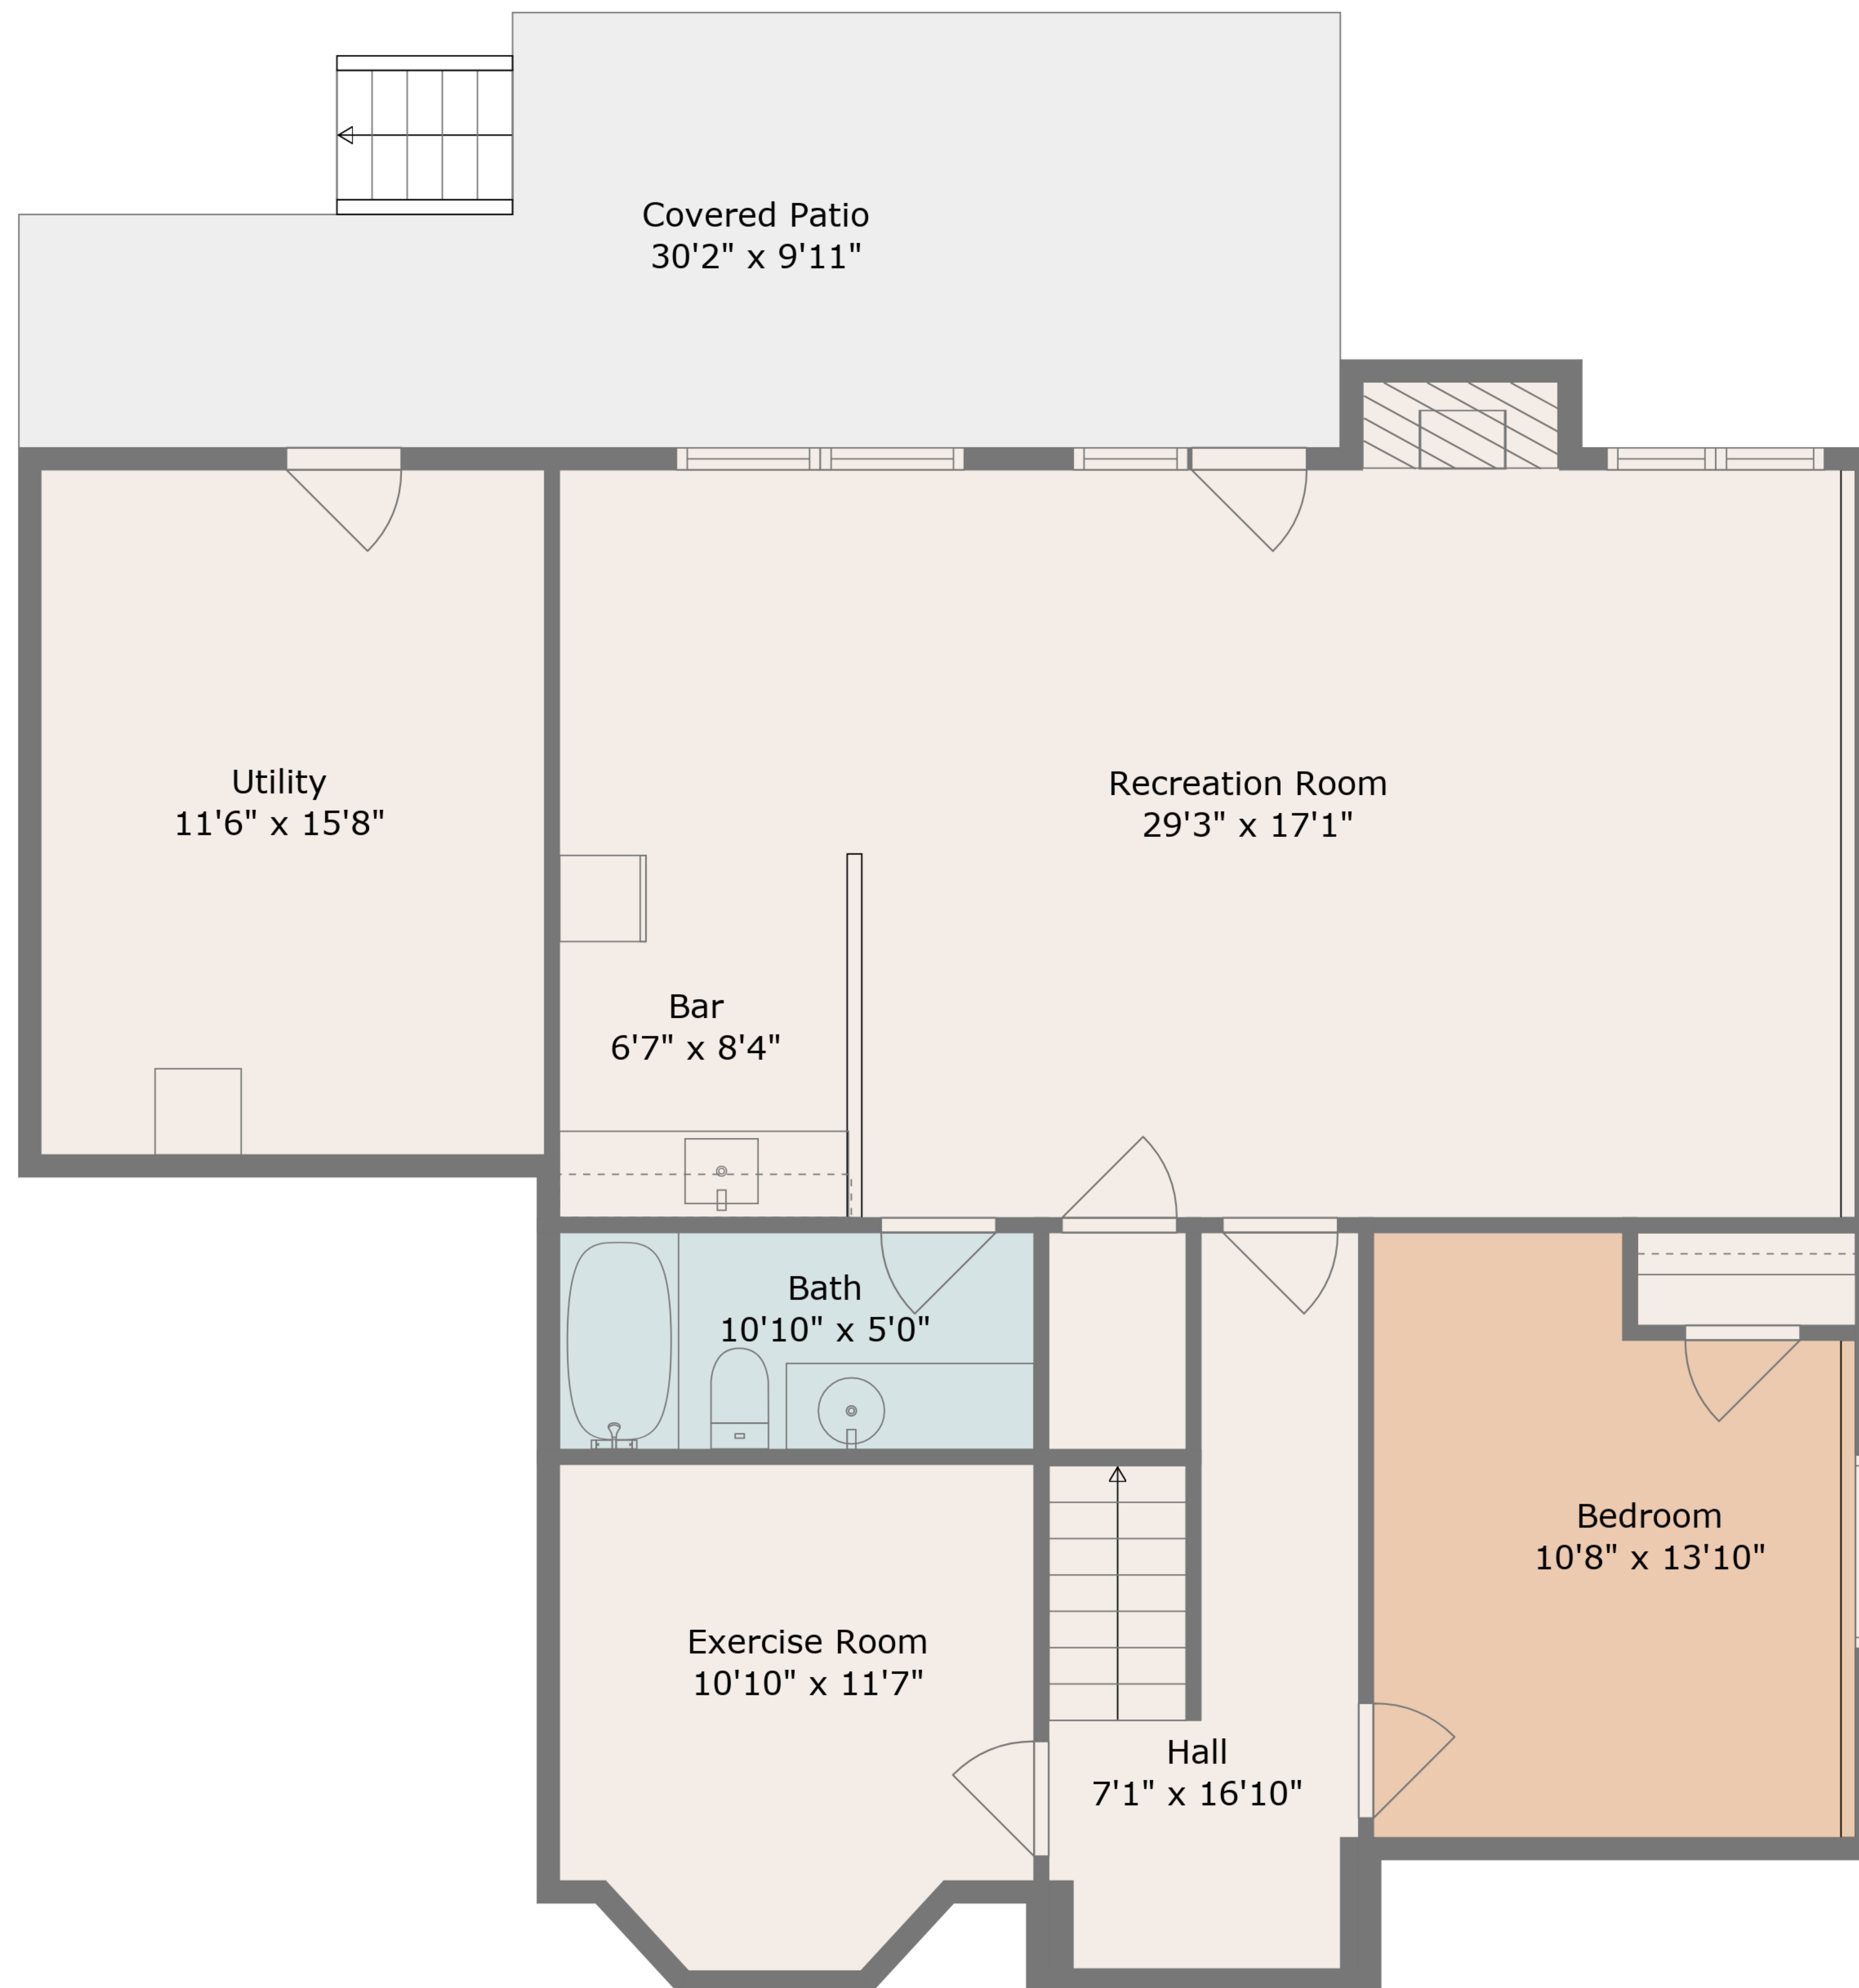 Covered Patio
30'2" x 9'11"
Utility
11'6" x 15'8"
Recreation Room
29'3" x 17'1"
Bar
6'7" x 8'4"
Bath
10'10" x 5'0"
Bedroom
10'8" x 13'10"
Exercise Room
10'10" x 11'7"
Hall
7'1" x 16'10"